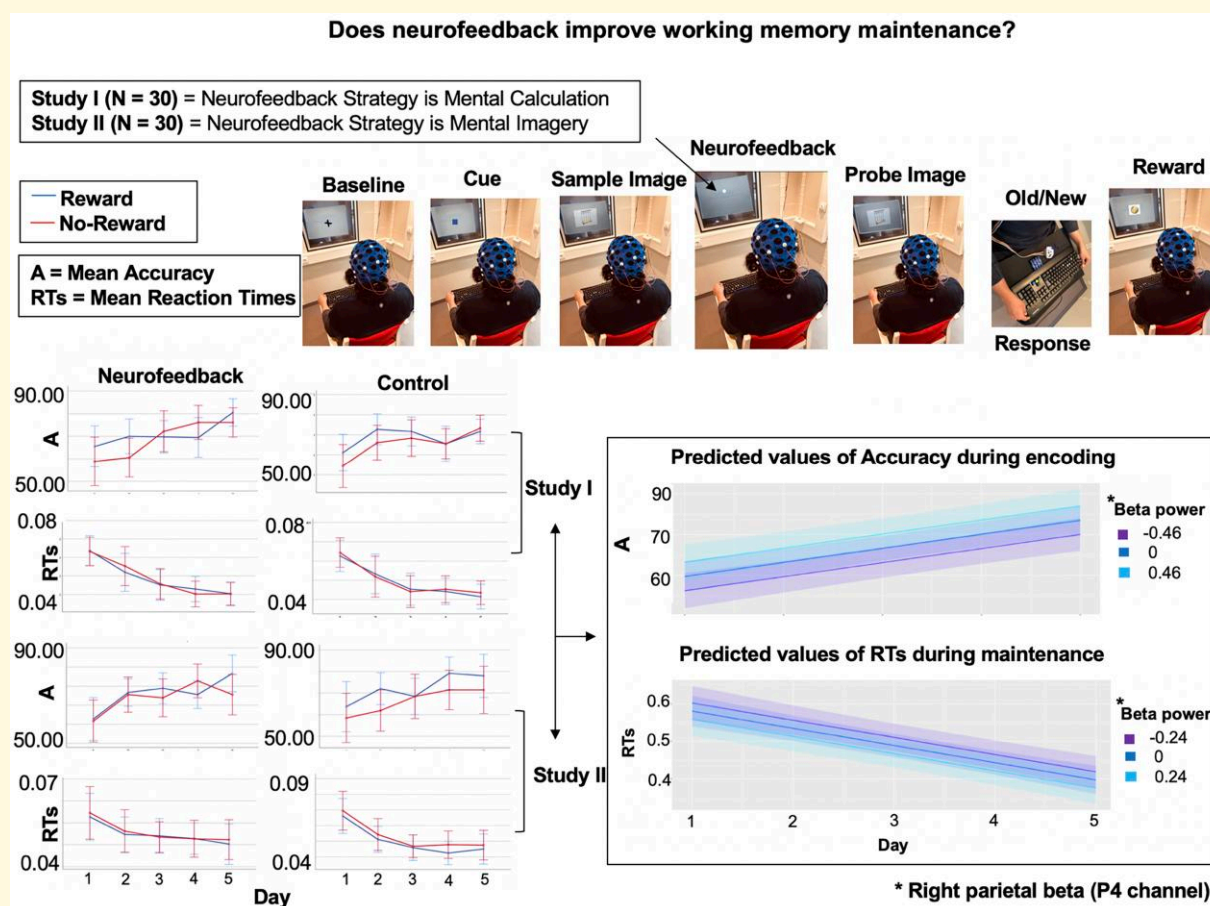 Does neurofeedback improve working memory maintenance?
Study I (N = 30) = Neurofeedback Strategy is Mental Calculation
Study II (N = 30) = Neurofeedback Strategy is Mental Imagery
Reward
No-Reward
A = Mean Accuracy
RTs = Mean Reaction Times
Baseline
Cue
Sample Image
Neurofeedback
Probe Image
Old/New
Response
Reward
Neurofeedback
Control
90.00
A
50.00
90.00
50.00
Study I
0.08
RTs
0.04
0.08
0.04
90.00
A
50.00
90.00
50.00
Study II
0.07
RTs
0.04
0.09
0.04
1 2 3 4 5
1 2 3 4 5
Day
Predicted values of Accuracy during encoding
90
A
70
60
*Beta power
-0.46
0
0.46
Predicted values of RTs during maintenance
0.6
RTs
0.5
0.4
*Beta power
-0.24
0
0.24
1 2 3 4 5
Day
* Right parietal beta (P4 channel)